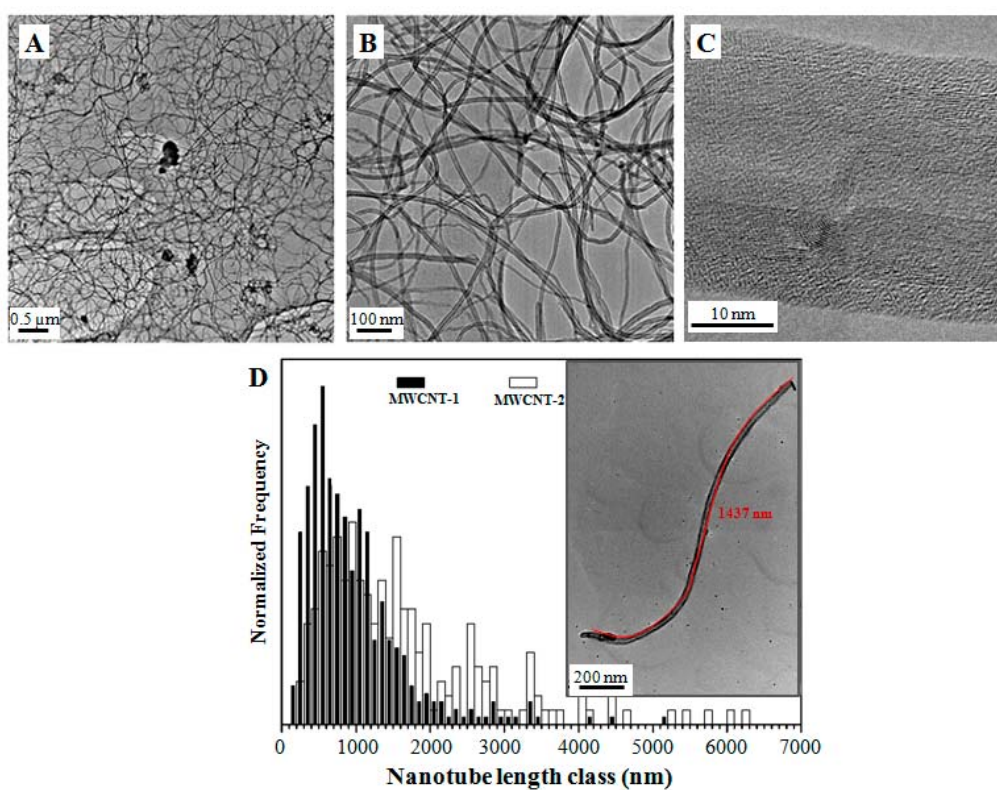 A
B
C
0.5 µm
100 nm
10 nm
D
MWCNT-1
MWCNT-2
1437 nm
200 nm
Normalized Frequency
0 1000 2000 3000 4000 5000 6000 7000
Nanotube length class (nm)